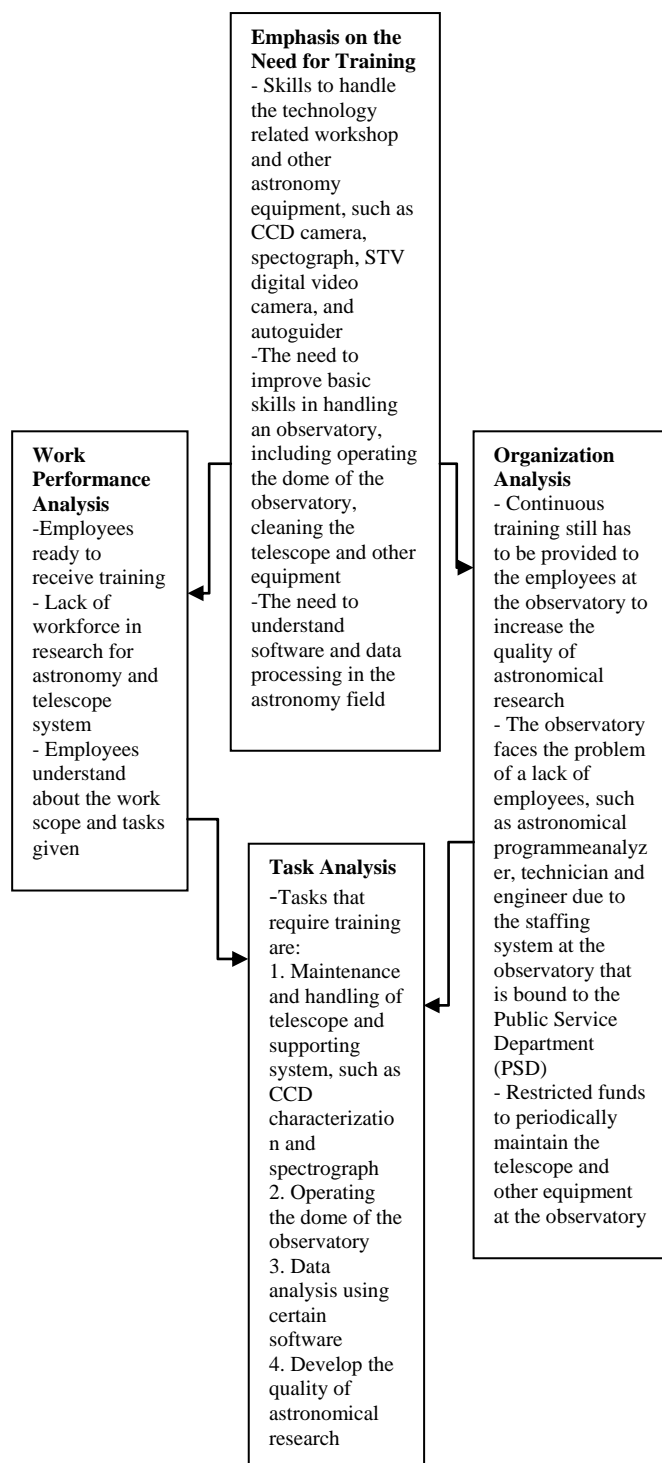 Emphasis on the
Need for Training
- Skills to handle
the technology
related workshop
and other
astronomy
equipment, such as
CCD camera,
spectograph, STV
digital video
camera, and
autoguider
-The need to
improve basic
skills in handling
an observatory,
including operating
the dome of the
observatory,
cleaning the
telescope and other
equipment
-The need to
understand
software and data
processing in the
astronomy field
Work
Performance
Analysis
-Employees
ready to
receive training
- Lack of
workforce in
research for
astronomy and
telescope
system
- Employees
understand
about the work
scope and tasks
given
Organization
Analysis
- Continuous
training still has
to be provided to
the employees at
the observatory to
increase the
quality of
astronomical
research
- The observatory
faces the problem
of a lack of
employees, such
as astronomical
programmeanalyz
er, technician and
engineer due to
the staffing
system at the
observatory that
is bound to the
Public Service
Department
(PSD)
- Restricted funds
to periodically
maintain the
telescope and
other equipment
at the observatory
Task Analysis
-Tasks that
require training
are:
1. Maintenance
and handling of
telescope and
supporting
system, such as
CCD
characterizatio
n and
spectrograph
2. Operating
the dome of the
observatory
3. Data
analysis using
certain
software
4. Develop the
quality of
astronomical
research